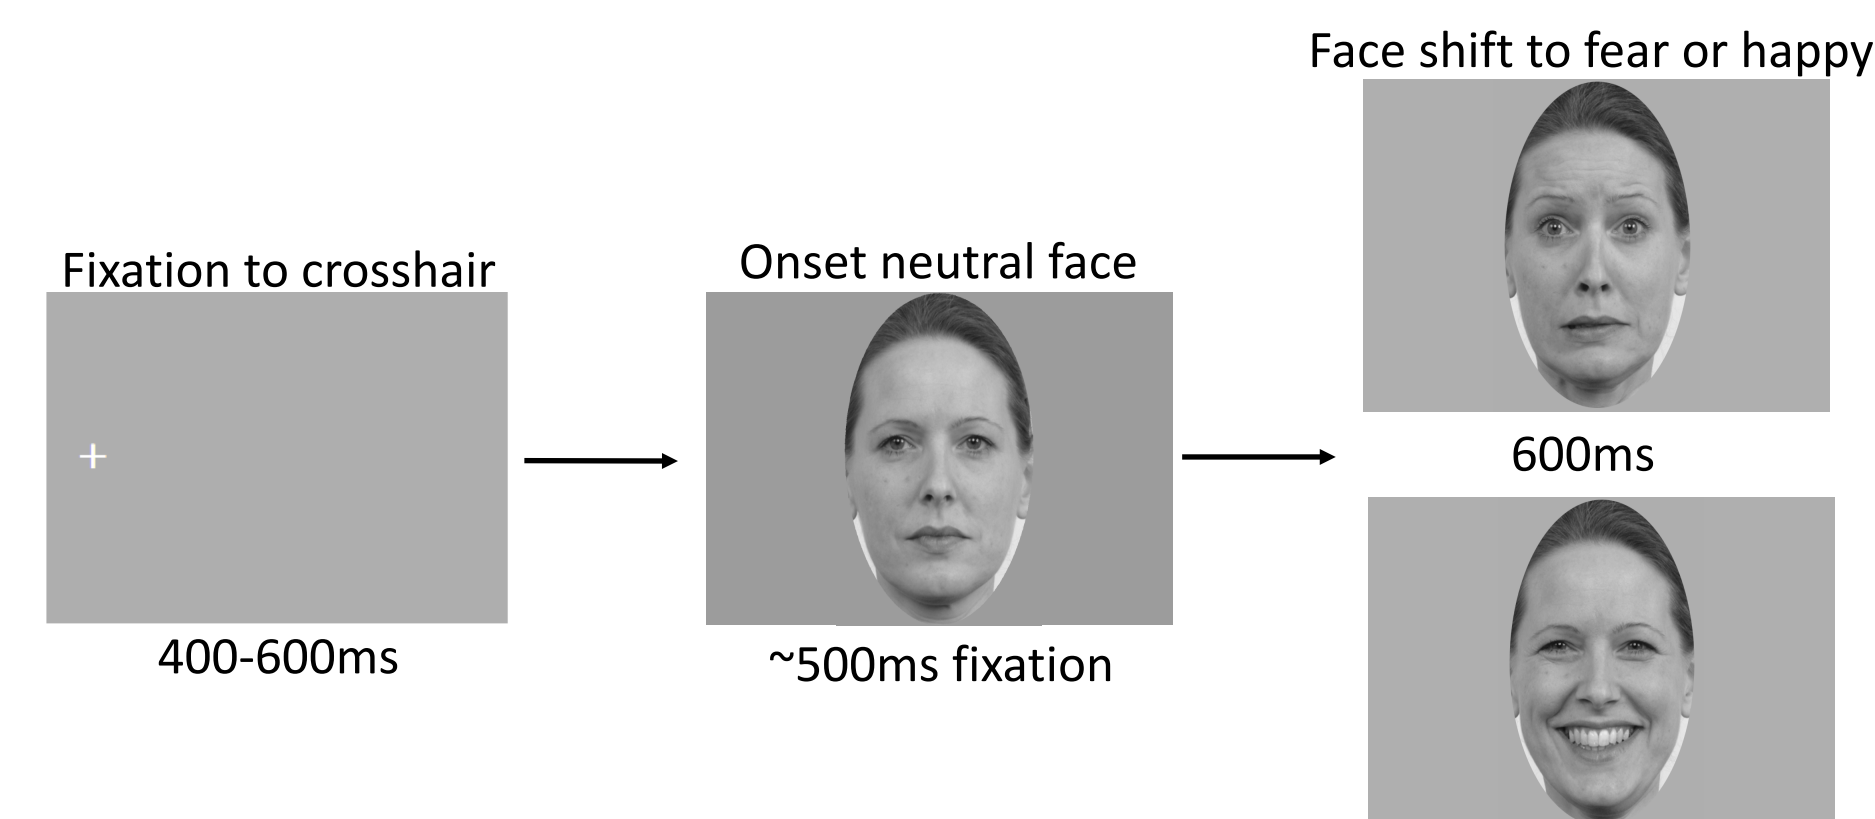 Fixation to crosshair
400-600ms
Onset neutral face
~500ms fixation
Face shift to fear or happy
600ms